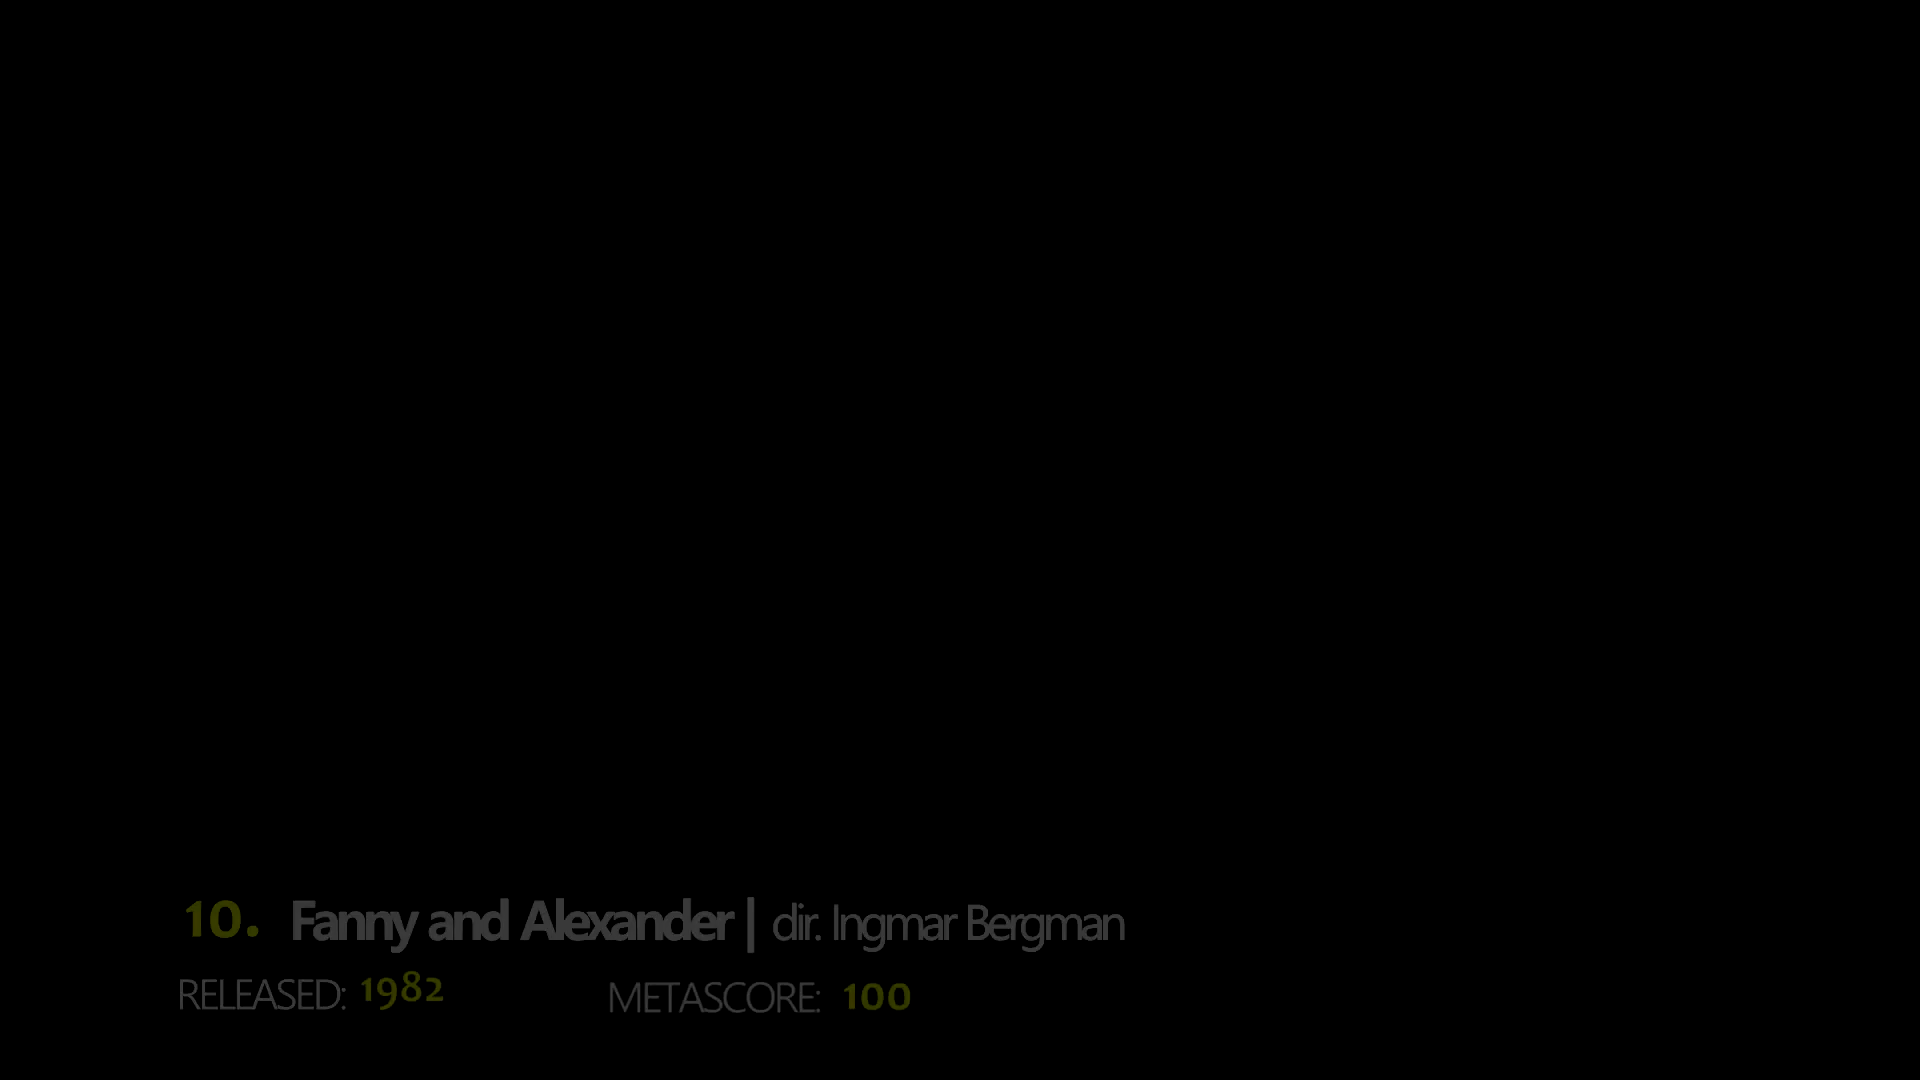 10. Fanny and Alexander | dir. Ingmar Bergman
RELEASED: 1982 METASCORE: 100